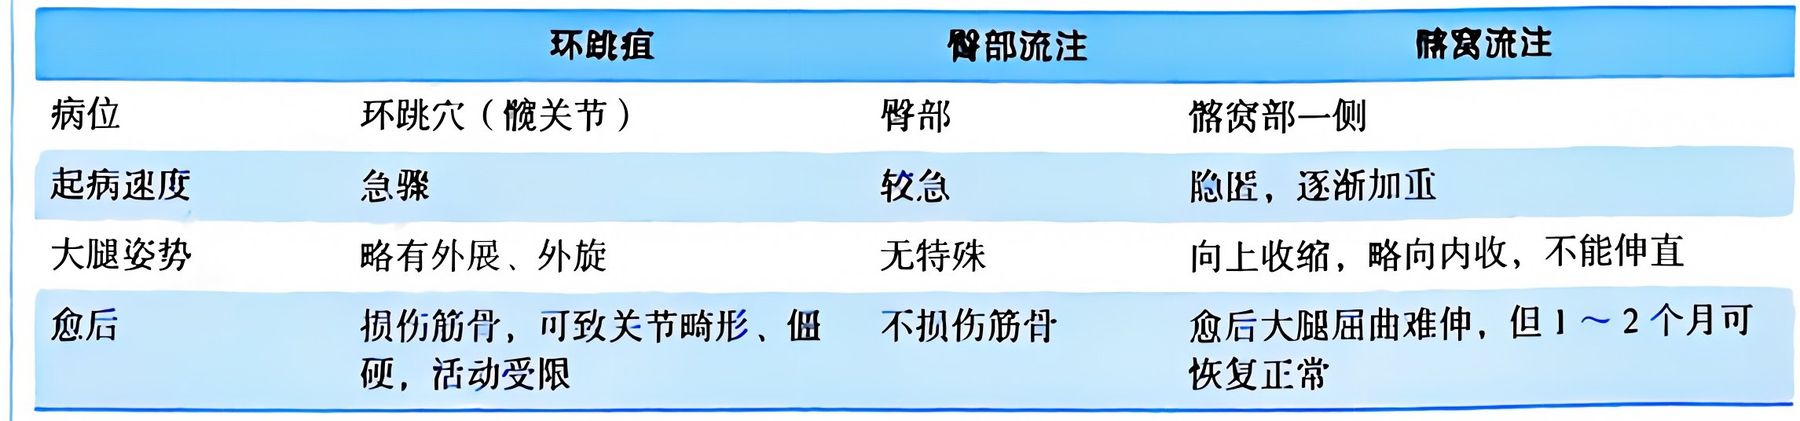 环跳疽 臀部流注 髂窝流注
病位 环跳穴（髋关节） 臀部 髂窝部一侧
起病速度 急骤 较急 隐匿，逐渐加重
大腿姿势 略有外展、外旋 无特殊 向上收缩，略向内收，不能伸直
愈后 损伤筋骨，可致关节畸形、僵 不损伤筋骨 愈后大腿屈曲难伸，但1～2个月可
硬，活动受限 恢复正常